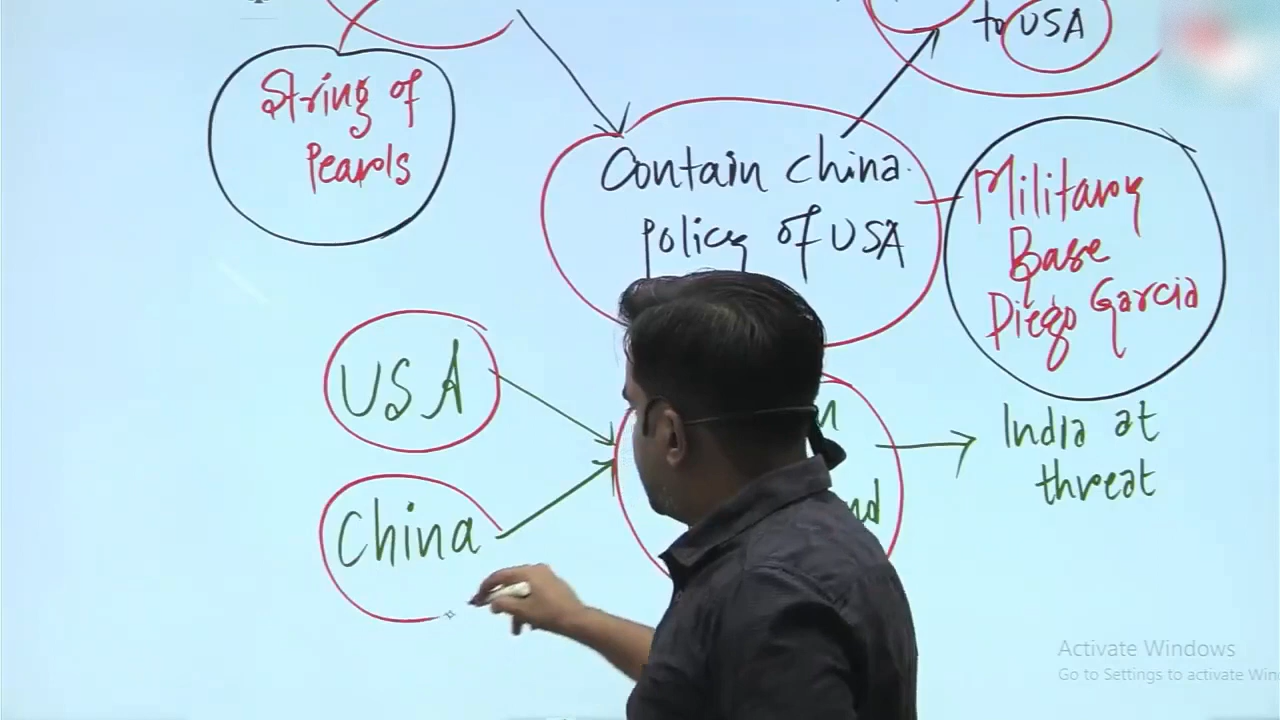 to USA
String of
Pearls
Contain China
Policy of USA
Military
Base
Diego Garcia
USA
India at
threat
China
Activate Windows
Go to Settings to activate Win